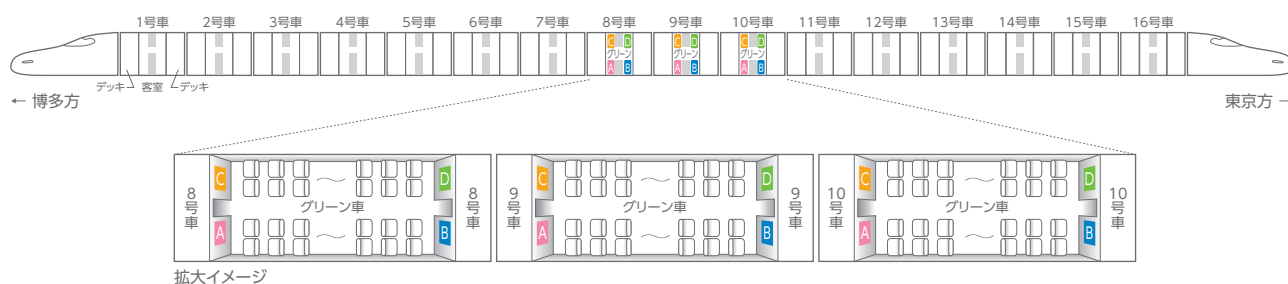 1号車 2号車 3号車 4号車 5号車 6号車 7号車 8号車 9号車 10号車 11号車 12号車 13号車 14号車 15号車 16号車
C D C D C D
グリーン グリーン グリーン
A B A B A B
デッキ 客室 デッキ
← 博多方 東京方 →
8号車 C D 8号車 9号車 C D 9号車 10号車 C D 10号車
グリーン車 グリーン車 グリーン車
A B A B A B
拡大イメージ